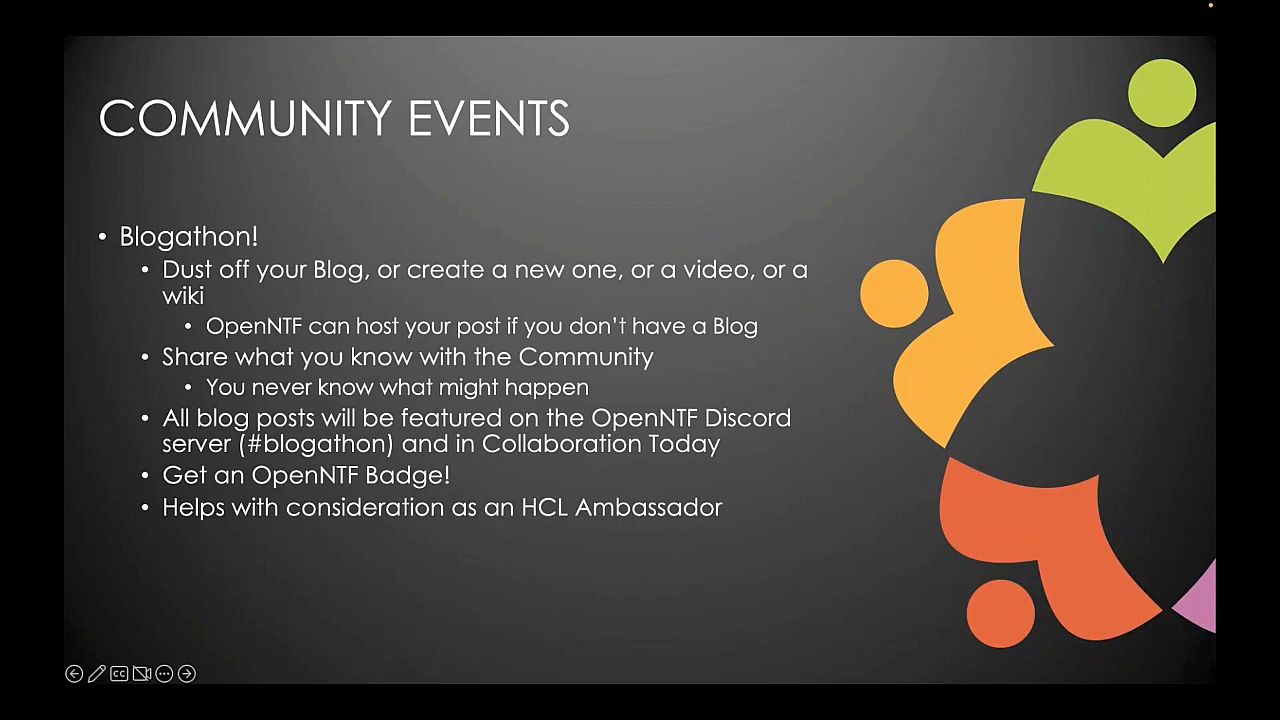 COMMUNITY EVENTS
• Blogathon!
• Dust off your Blog, or create a new one, or a video, or a
wiki
• OpenNTF can host your post if you don't have a Blog
• Share what you know with the Community
• You never know what might happen
• All blog posts will be featured on the OpenNTF Discord
server (#blogathon) and in Collaboration Today
• Get an OpenNTF Badge!
• Helps with consideration as an HCL Ambassador
CC